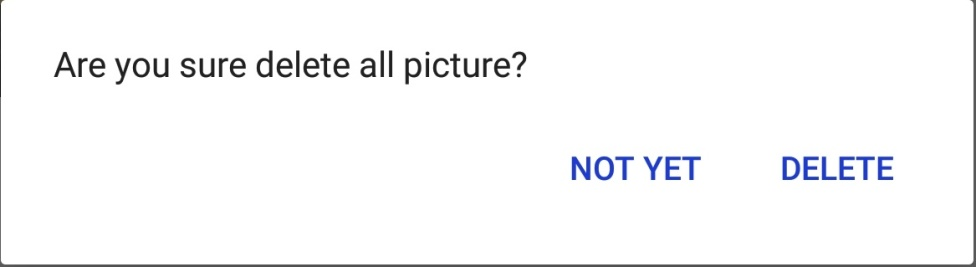 Are you sure delete all picture?
NOT YET DELETE